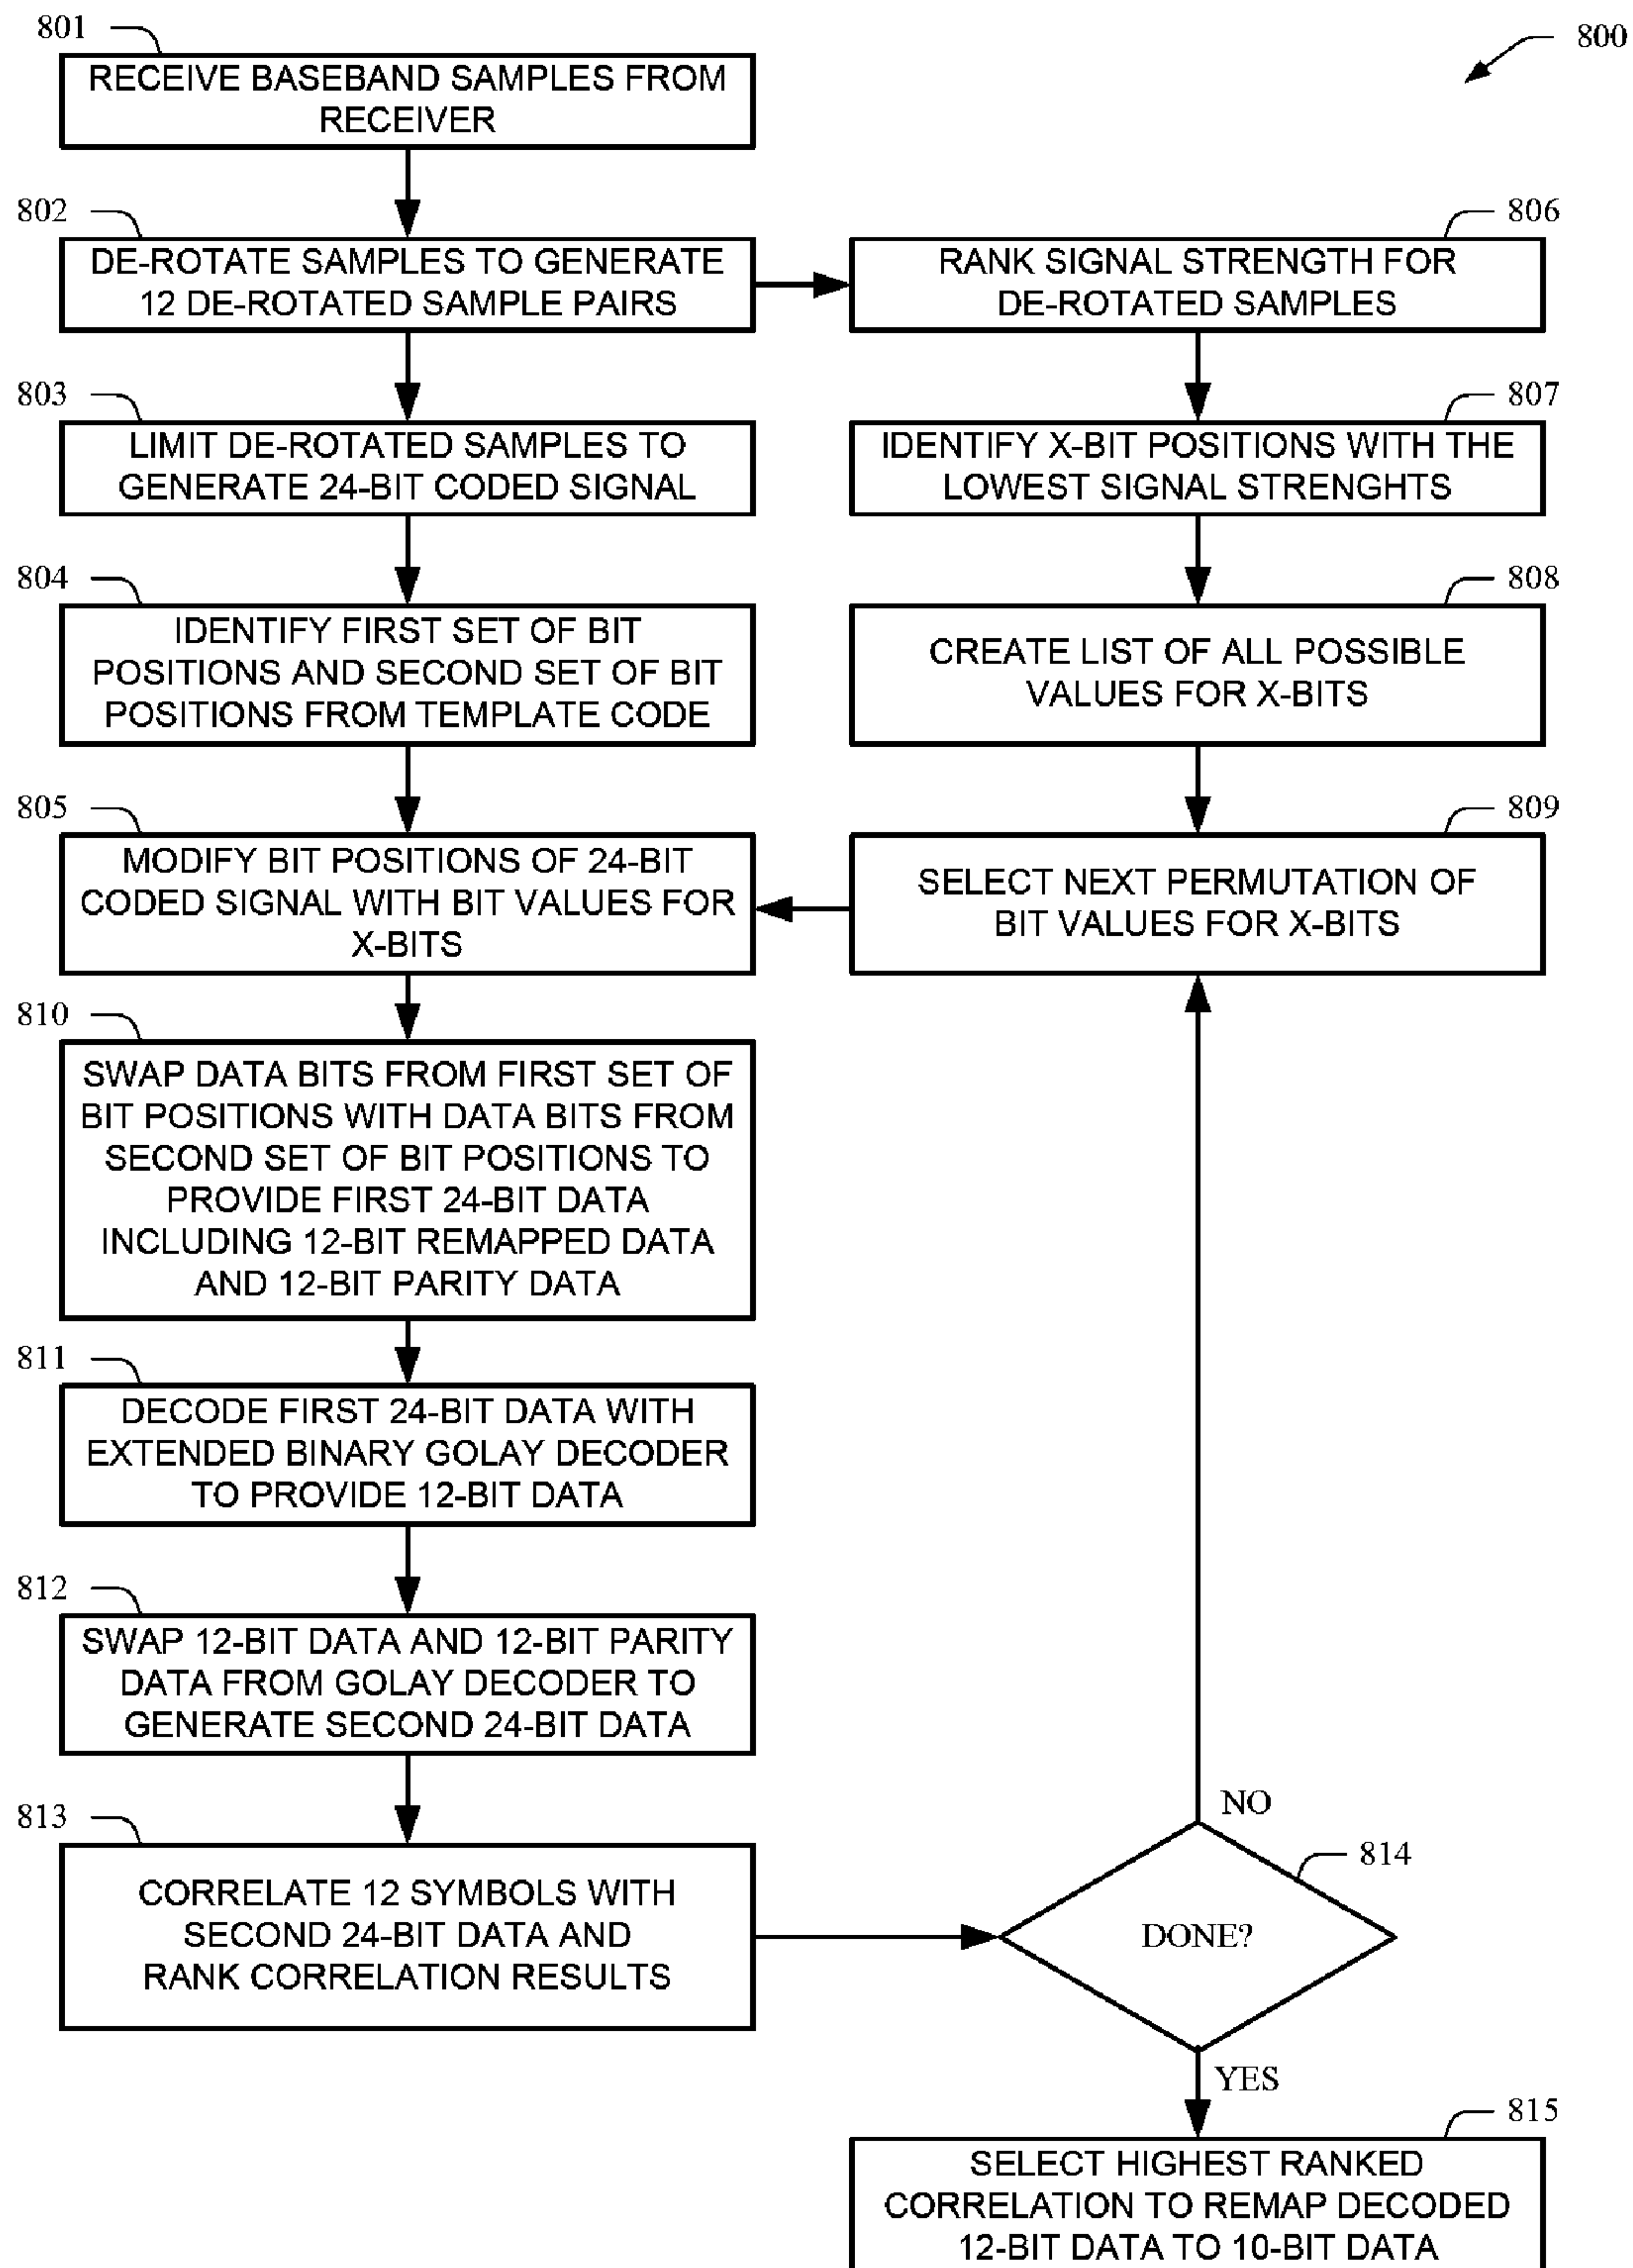 800
801
RECEIVE BASEBAND SAMPLES FROM
RECEIVER
802
DE-ROTATE SAMPLES TO GENERATE
12 DE-ROTATED SAMPLE PAIRS
806
RANK SIGNAL STRENGTH FOR
DE-ROTATED SAMPLES
803
LIMIT DE-ROTATED SAMPLES TO
GENERATE 24-BIT CODED SIGNAL
807
IDENTIFY X-BIT POSITIONS WITH THE
LOWEST SIGNAL STRENGHTS
804
IDENTIFY FIRST SET OF BIT
POSITIONS AND SECOND SET OF BIT
POSITIONS FROM TEMPLATE CODE
808
CREATE LIST OF ALL POSSIBLE
VALUES FOR X-BITS
805
MODIFY BIT POSITIONS OF 24-BIT
CODED SIGNAL WITH BIT VALUES FOR
X-BITS
809
SELECT NEXT PERMUTATION OF
BIT VALUES FOR X-BITS
810
SWAP DATA BITS FROM FIRST SET OF
BIT POSITIONS WITH DATA BITS FROM
SECOND SET OF BIT POSITIONS TO
PROVIDE FIRST 24-BIT DATA
INCLUDING 12-BIT REMAPPED DATA
AND 12-BIT PARITY DATA
811
DECODE FIRST 24-BIT DATA WITH
EXTENDED BINARY GOLAY DECODER
TO PROVIDE 12-BIT DATA
812
SWAP 12-BIT DATA AND 12-BIT PARITY
DATA FROM GOLAY DECODER TO
GENERATE SECOND 24-BIT DATA
813
CORRELATE 12 SYMBOLS WITH
SECOND 24-BIT DATA AND
RANK CORRELATION RESULTS
NO
814
DONE?
YES
815
SELECT HIGHEST RANKED
CORRELATION TO REMAP DECODED
12-BIT DATA TO 10-BIT DATA